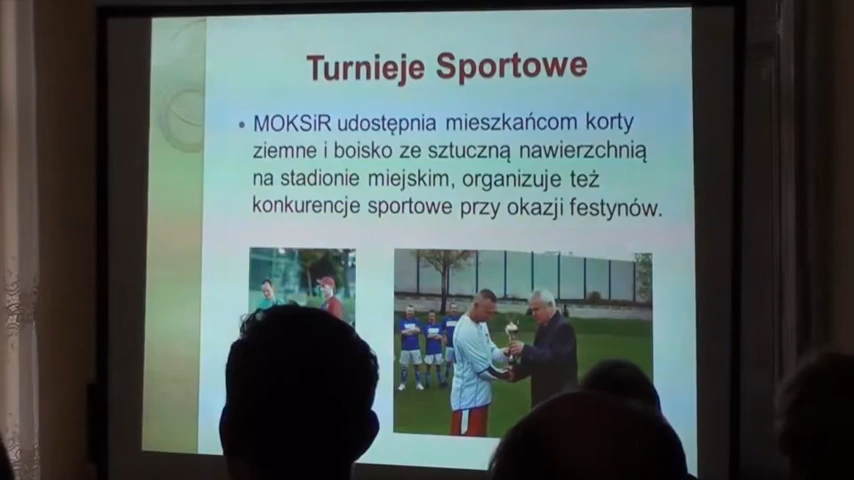 Turnieje Sportowe
• MOKSiR udostępnia mieszkańcom korty
ziemne i boisko ze sztuczną nawierzchnią
na stadionie miejskim, organizuje też
konkurencje sportowe przy okazji festynów.